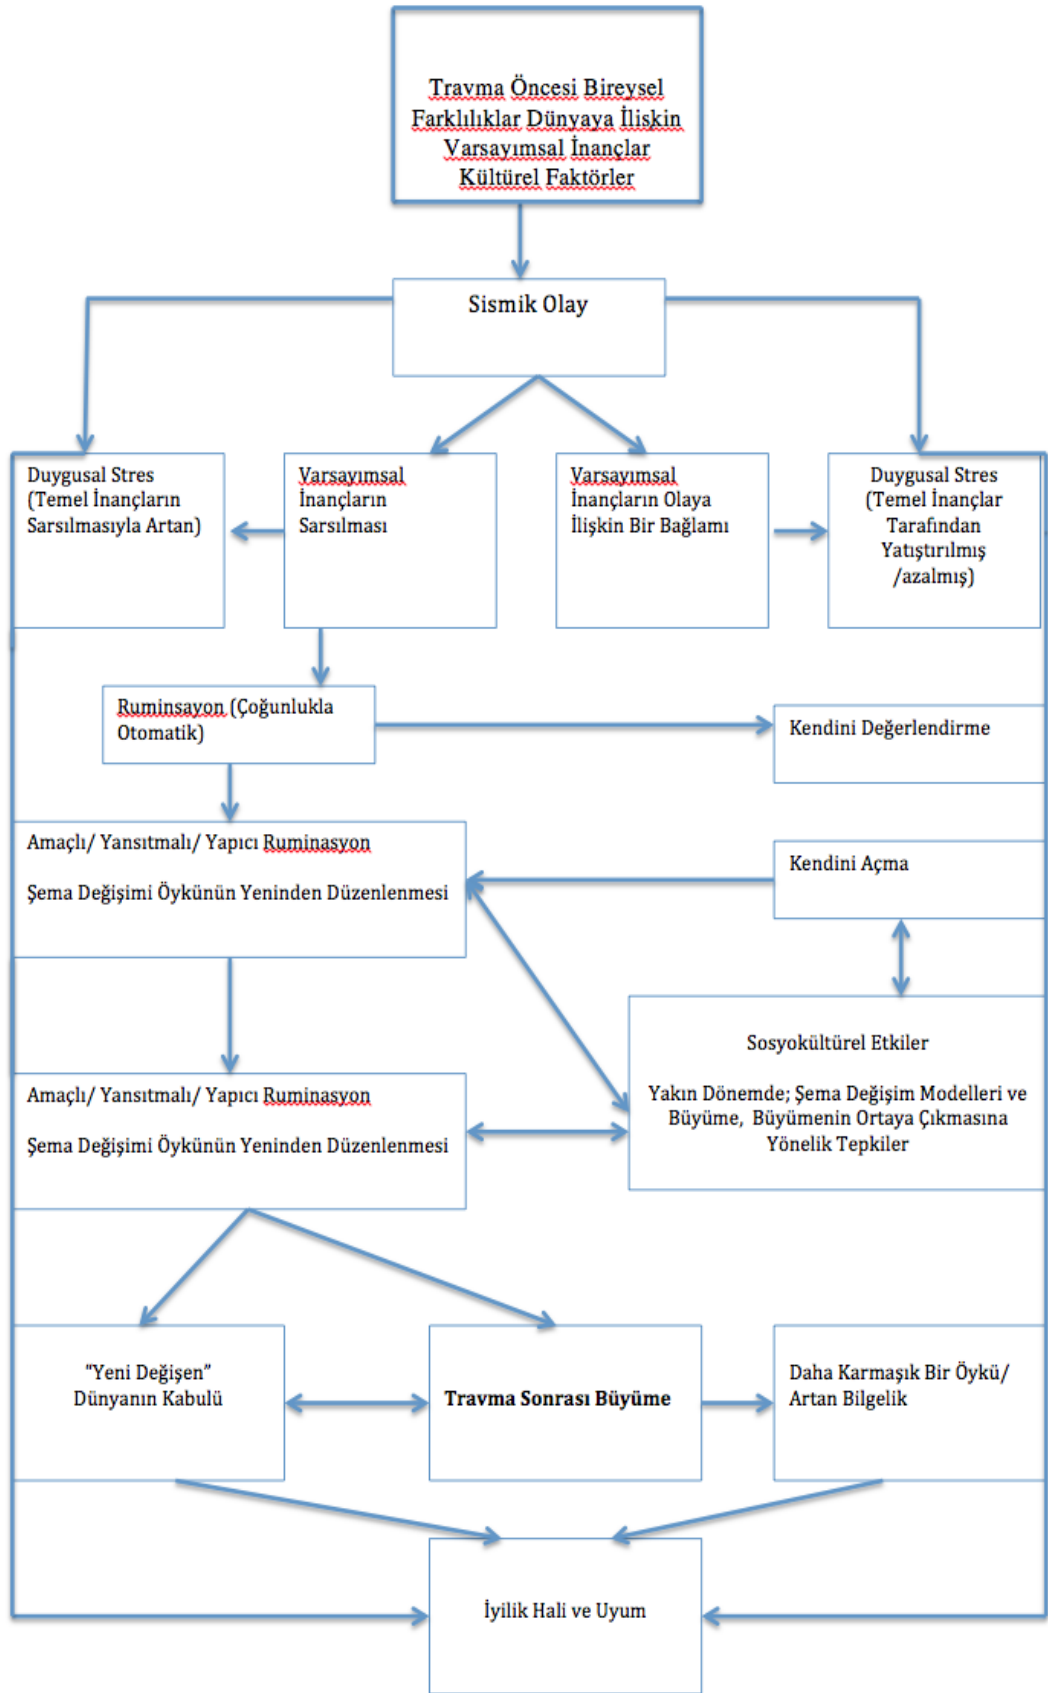 Travma Öncesi Bireysel
Farklılıklar Dünyaya İlişkin
Varsayımsal İnançlar
Kültürel Faktörler
Sismik Olay
Duygusal Stres
(Temel İnançların
Sarsılmasıyla Artan)
Varsayımsal
İnançların
Sarsılması
Varsayımsal
İnançların Olaya
İlişkin Bir Bağlamı
Duygusal Stres
(Temel İnançlar
Tarafından
Yatıştırılmış
/azalmış)
Ruminsayon (Çoğunlukla
Otomatik)
Kendini Değerlendirme
Amaçlı/ Yansıtmalı/ Yapıcı Ruminasyon
Şema Değişimi Öykünün Yeninden Düzenlenmesi
Kendini Açma
Sosyokültürel Etkiler
Yakın Dönemde; Şema Değişim Modelleri ve
Büyüme, Büyümenin Ortaya Çıkmasına
Yönelik Tepkiler
Amaçlı/ Yansıtmalı/ Yapıcı Ruminasyon
Şema Değişimi Öykünün Yeninden Düzenlenmesi
"Yeni Değişen"
Dünyanın Kabulü
Travma Sonrası Büyüme
Daha Karmaşık Bir Öykü/
Artan Bilgelik
İyilik Hali ve Uyum